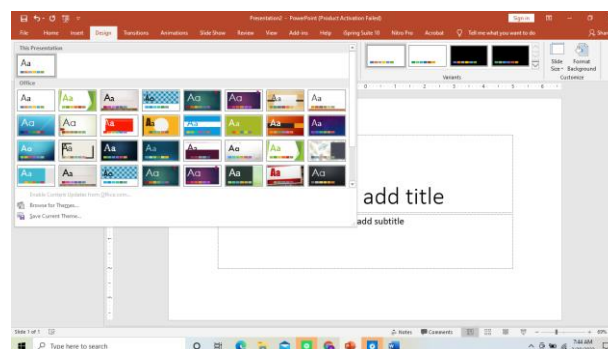 Presentation2 - PowerPoint (Product Activation Failed)
Sign in
File Home Insert Design Transitions Animations Slide Show Review View Add-ins Help iSpring Suite 10 Nitro Pro Acrobat Tell me what you want to do Share
This Presentation
Aa
Office
Aa Aa Aa Aa Aa Aa Aa Aa
Aa Aa Aa Aa Aa Aa Aa Aa
Aa Aa Aa Aa Aa Aa Aa
Aa Aa Aa Aa Aa Aa Aa Aa
Enable Content Updates from Office.com...
Browse for Themes...
Save Current Theme...
Variants
Slide Size
Format Background
Customize
add title
add subtitle
Slide 1 of 1
Notes Comments
Type here to search
7:44 AM